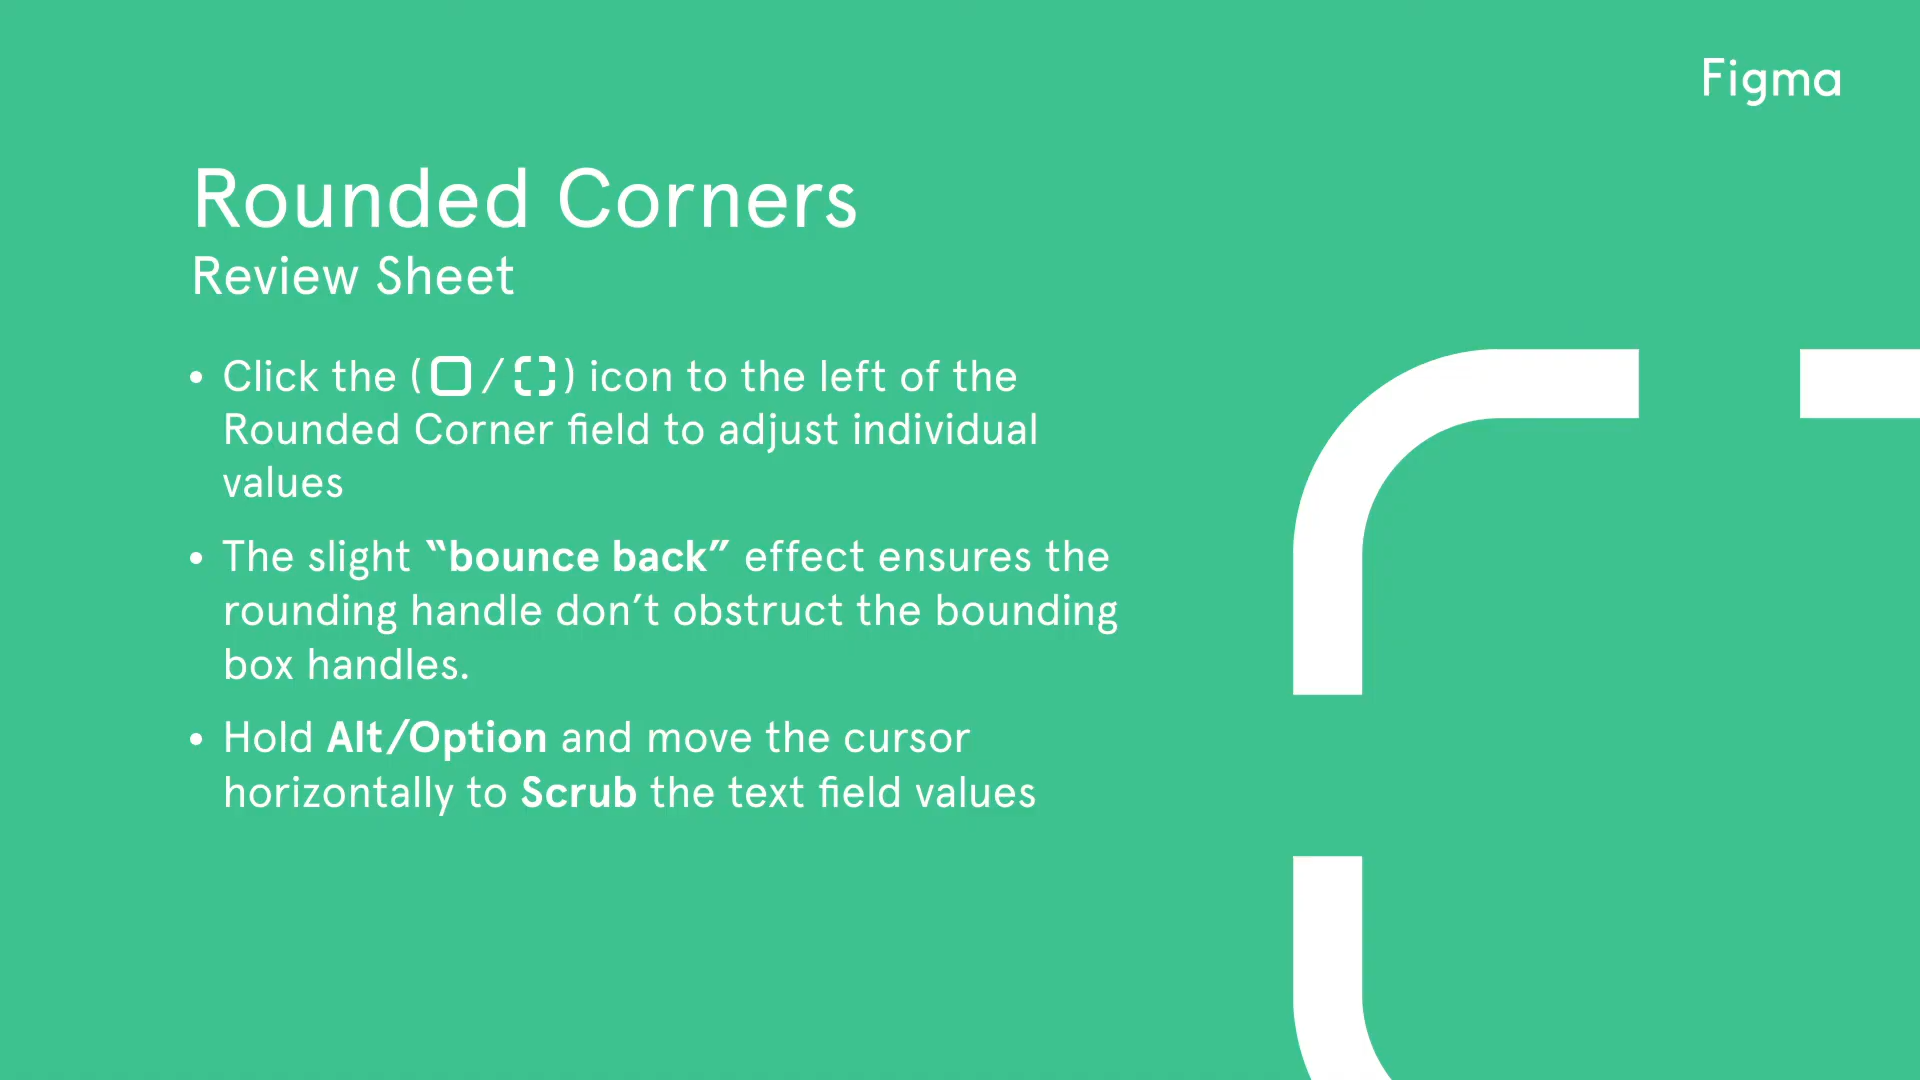 Figma
Rounded Corners
Review Sheet
• Click the ( / ) icon to the left of the
Rounded Corner field to adjust individual
values
• The slight “bounce back” effect ensures the
rounding handle don’t obstruct the bounding
box handles.
• Hold Alt/Option and move the cursor
horizontally to Scrub the text field values